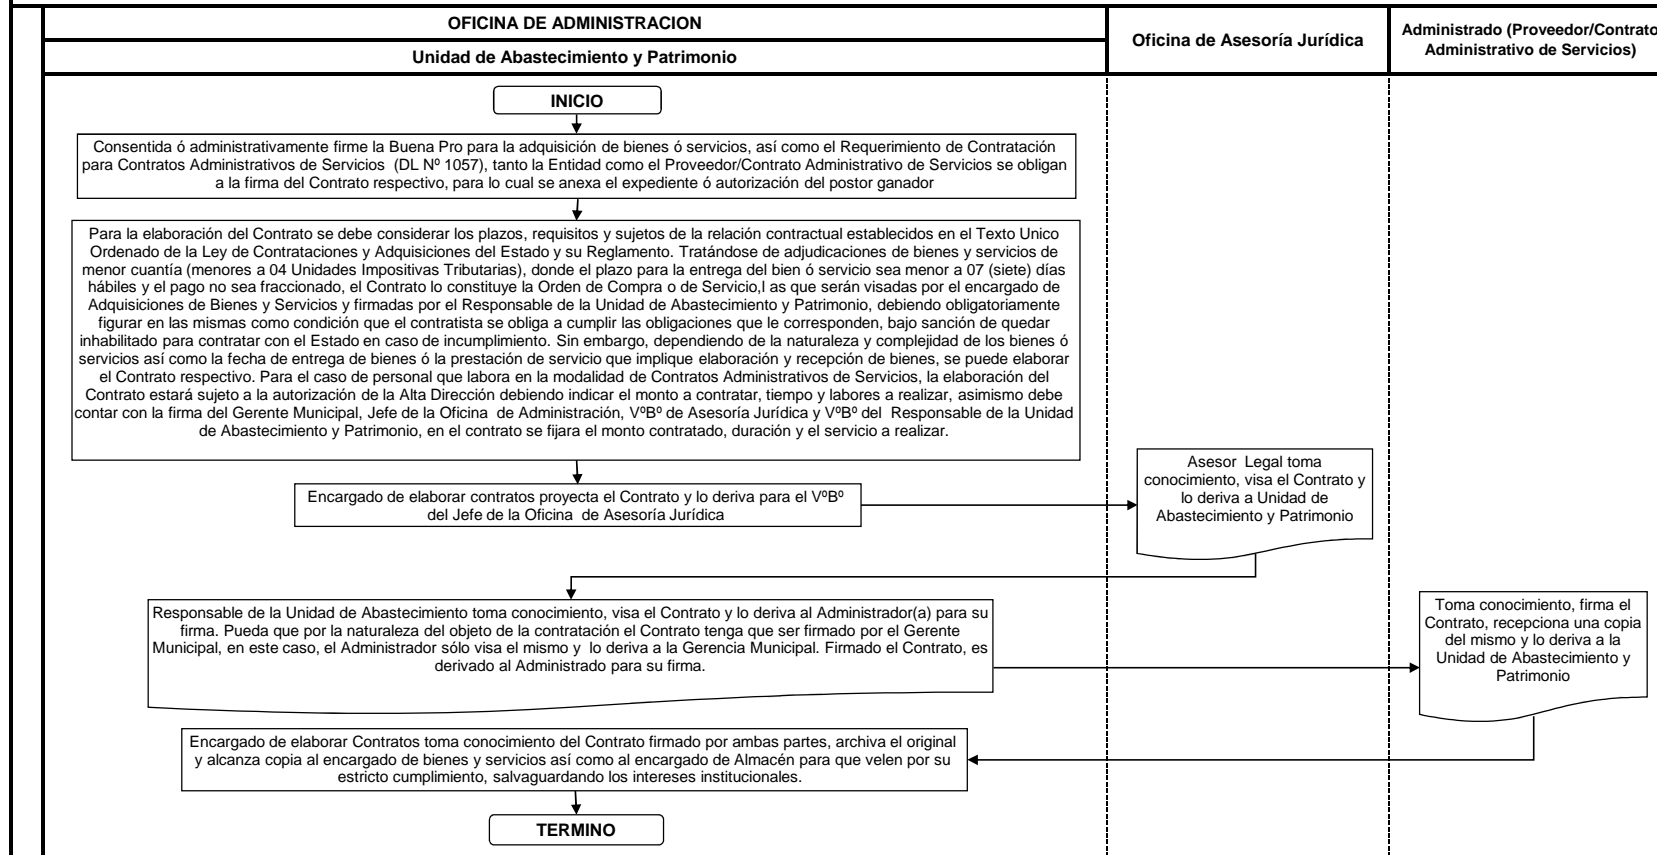 OFICINA DE ADMINISTRACION
Unidad de Abastecimiento y Patrimonio
Oficina de Asesoría Jurídica
Administrado (Proveedor/Contrato
Administrativo de Servicios)
INICIO
Consentida ó administrativamente firme la Buena Pro para la adquisición de bienes ó servicios, así como el Requerimiento de Contratación
para Contratos Administrativos de Servicios (DL Nº 1057), tanto la Entidad como el Proveedor/Contrato Administrativo de Servicios se obligan
a la firma del Contrato respectivo, para lo cual se anexa el expediente ó autorización del postor ganador
Para la elaboración del Contrato se debe considerar los plazos, requisitos y sujetos de la relación contractual establecidos en el Texto Unico
Ordenado de la Ley de Contrataciones y Adquisiciones del Estado y su Reglamento. Tratándose de adjudicaciones de bienes y servicios de
menor cuantía (menores a 04 Unidades Impositivas Tributarias), donde el plazo para la entrega del bien ó servicio sea menor a 07 (siete) días
hábiles y el pago no sea fraccionado, el Contrato lo constituye la Orden de Compra o de Servicio,l as que serán visadas por el encargado de
Adquisiciones de Bienes y Servicios y firmadas por el Responsable de la Unidad de Abastecimiento y Patrimonio, debiendo obligatoriamente
figurar en las mismas como condición que el contratista se obliga a cumplir las obligaciones que le corresponden, bajo sanción de quedar
inhabilitado para contratar con el Estado en caso de incumplimiento. Sin embargo, dependiendo de la naturaleza y complejidad de los bienes ó
servicios así como la fecha de entrega de bienes ó la prestación de servicio que implique elaboración y recepción de bienes, se puede elaborar
el Contrato respectivo. Para el caso de personal que labora en la modalidad de Contratos Administrativos de Servicios, la elaboración del
Contrato estará sujeto a la autorización de la Alta Dirección debiendo indicar el monto a contratar, tiempo y labores a realizar, asimismo debe
contar con la firma del Gerente Municipal, Jefe de la Oficina de Administración, VºBº de Asesoría Jurídica y VºBº del Responsable de la Unidad
de Abastecimiento y Patrimonio, en el contrato se fijara el monto contratado, duración y el servicio a realizar.
Encargado de elaborar contratos proyecta el Contrato y lo deriva para el VºBº
del Jefe de la Oficina de Asesoría Jurídica
Asesor Legal toma
conocimiento, visa el Contrato y
lo deriva a Unidad de
Abastecimiento y Patrimonio
Responsable de la Unidad de Abastecimiento toma conocimiento, visa el Contrato y lo deriva al Administrador(a) para su
firma. Pueda que por la naturaleza del objeto de la contratación el Contrato tenga que ser firmado por el Gerente
Municipal, en este caso, el Administrador sólo visa el mismo y lo deriva a la Gerencia Municipal. Firmado el Contrato, es
derivado al Administrado para su firma.
Toma conocimiento, firma el
Contrato, recepciona una copia
del mismo y lo deriva a la
Unidad de Abastecimiento y
Patrimonio
Encargado de elaborar Contratos toma conocimiento del Contrato firmado por ambas partes, archiva el original
y alcanza copia al encargado de bienes y servicios así como al encargado de Almacén para que velen por su
estricto cumplimiento, salvaguardando los intereses institucionales.
TERMINO